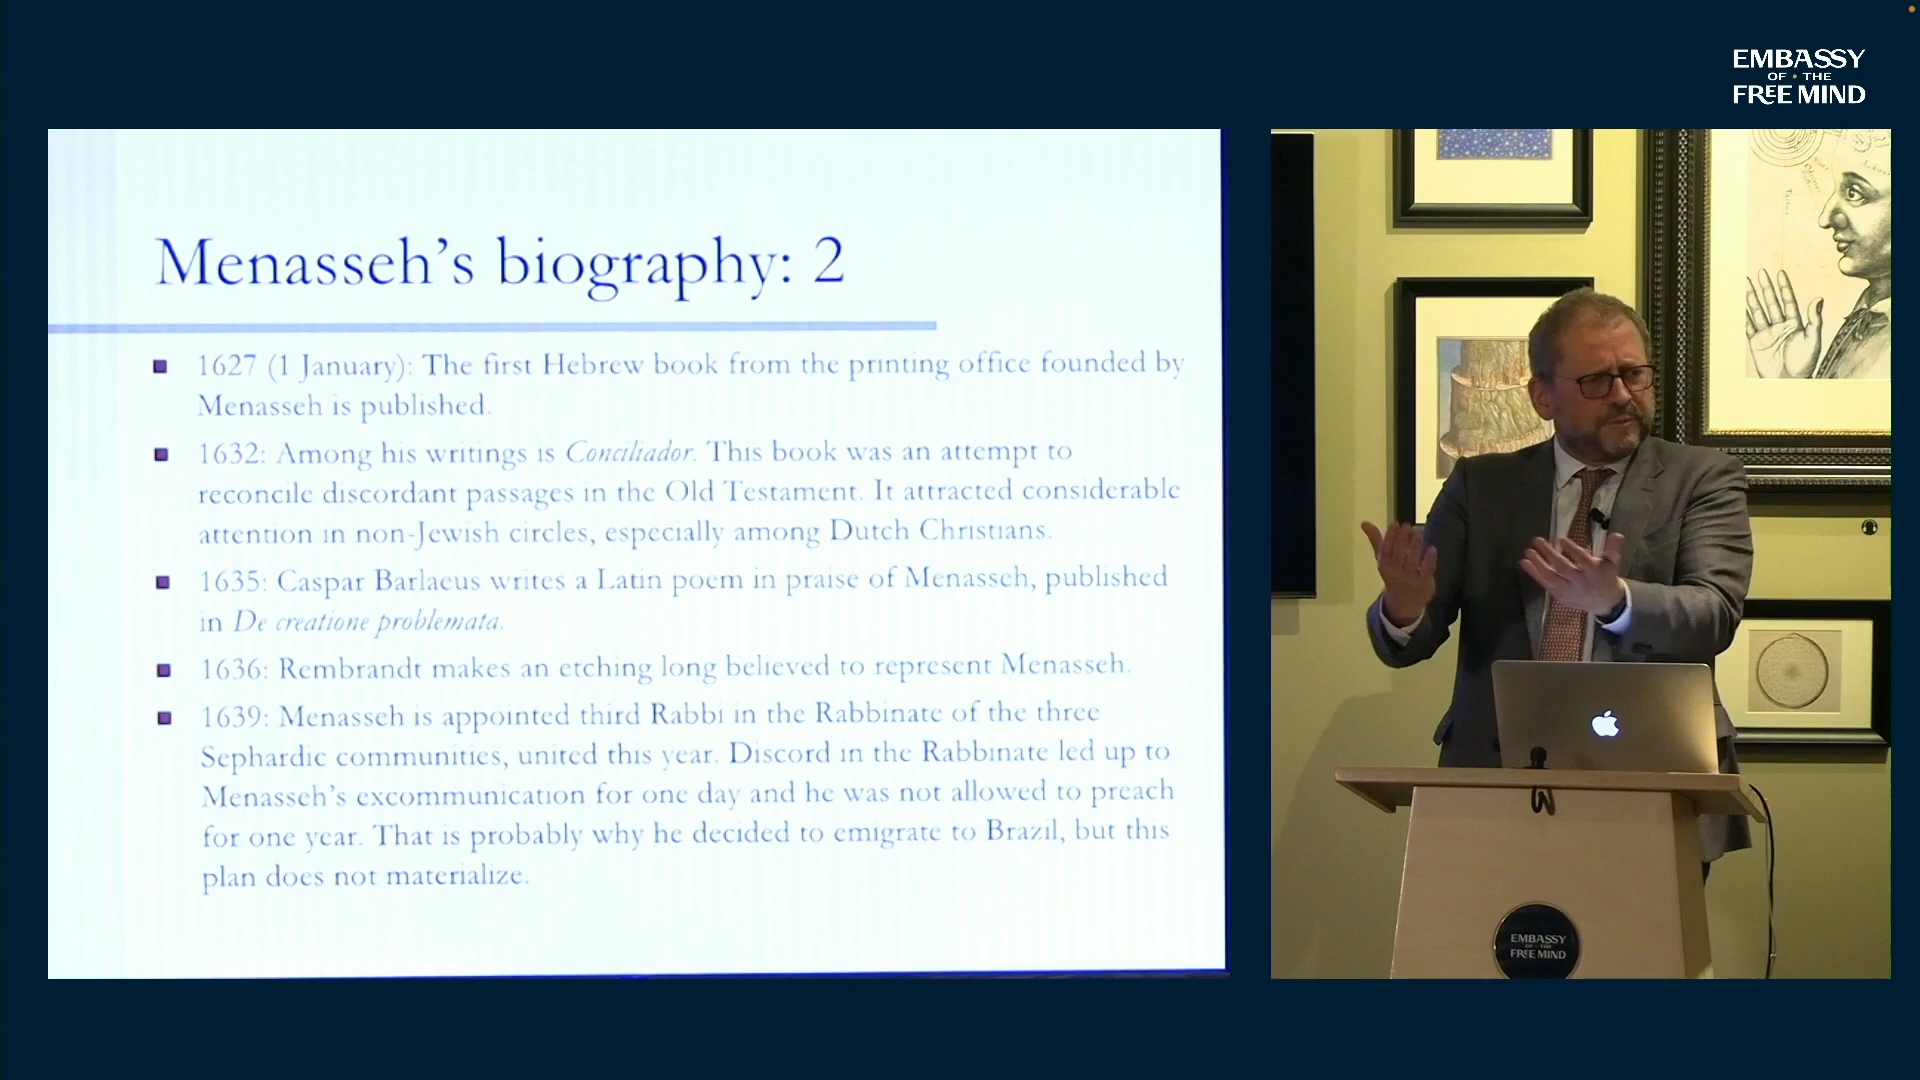 EMBASSY
OF • THE
FREE MIND
Menasseh's biography: 2
1627 (1 January): The first Hebrew book from the printing office founded by
Menasseh is published.
1632: Among his writings is Conciliador. This book was an attempt to
reconcile discordant passages in the Old Testament. It attracted considerable
attention in non-Jewish circles, especially among Dutch Christians.
1635: Caspar Barlaeus writes a Latin poem in praise of Menasseh, published
in De creatione problemata.
1636: Rembrandt makes an etching long believed to represent Menasseh.
1639: Menasseh is appointed third Rabbi in the Rabbinate of the three
Sephardic communities, united this year. Discord in the Rabbinate led up to
Menasseh's excommunication for one day and he was not allowed to preach
for one year. That is probably why he decided to emigrate to Brazil, but this
plan does not materialize.
EMBASSY
OF • THE
FREE MIND